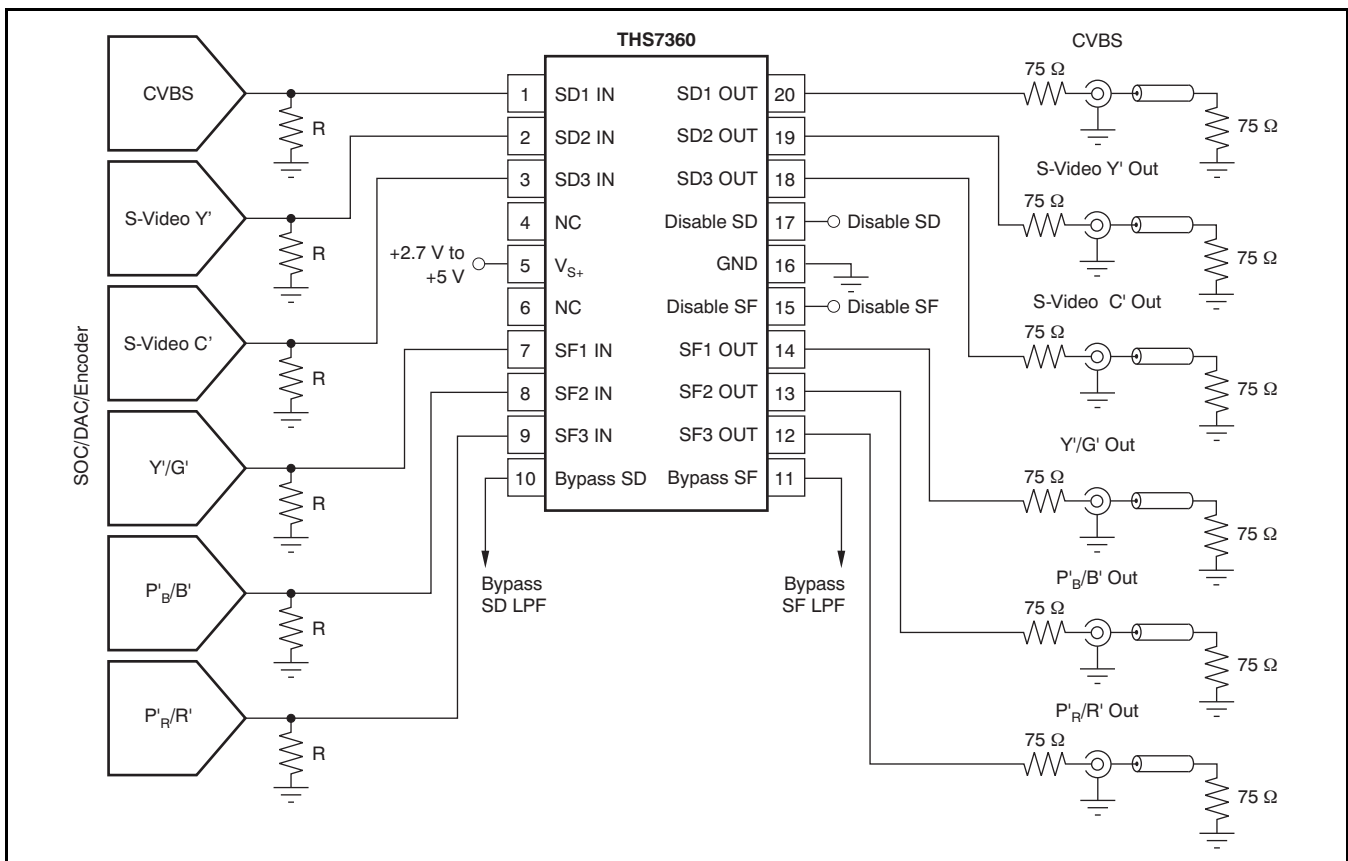 THS7360
CVBS
CVBS
R
S-Video Y'
R
S-Video C'
R
Y'/G'
R
P'B/B'
R
P'R/R'
R
SOC/DAC/Encoder
+2.7 V to
+5 V
1 SD1 IN
2 SD2 IN
3 SD3 IN
4 NC
5 VS+
6 NC
7 SF1 IN
8 SF2 IN
9 SF3 IN
10 Bypass SD
SD1 OUT 20
SD2 OUT 19
SD3 OUT 18
Disable SD 17
GND 16
Disable SF 15
SF1 OUT 14
SF2 OUT 13
SF3 OUT 12
Bypass SF 11
Disable SD
Disable SF
Bypass
SD LPF
Bypass
SF LPF
75 Ω
75 Ω
S-Video Y' Out
75 Ω
75 Ω
S-Video C' Out
75 Ω
75 Ω
Y'/G' Out
75 Ω
75 Ω
P'B/B' Out
75 Ω
75 Ω
P'R/R' Out
75 Ω
75 Ω